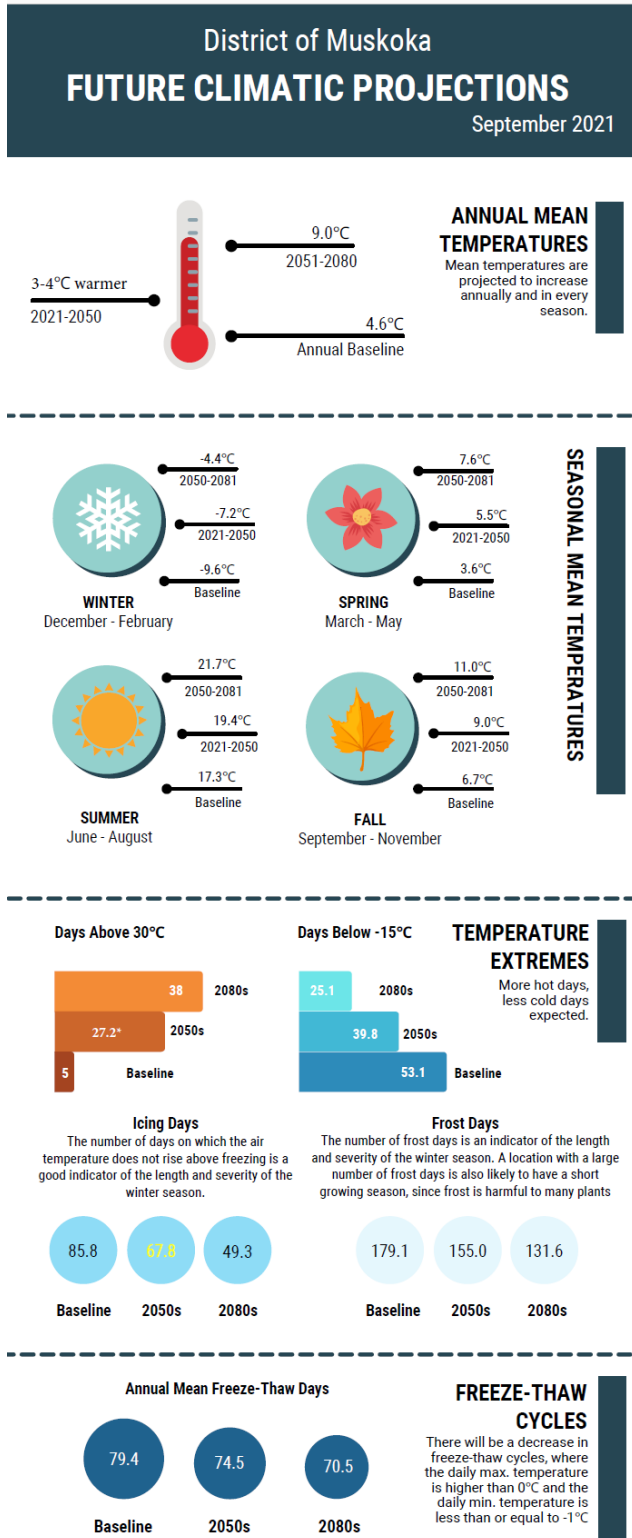 District of Muskoka
FUTURE CLIMATIC PROJECTIONS
September 2021
ANNUAL MEAN
TEMPERATURES
Mean temperatures are
projected to increase
annually and in every
season.
9.0°C
2051-2080
3-4°C warmer
2021-2050
4.6°C
Annual Baseline
SEASONAL MEAN TEMPERATURES
-4.4°C
2050-2081
-7.2°C
2021-2050
-9.6°C
Baseline
WINTER
December - February
7.6°C
2050-2081
5.5°C
2021-2050
3.6°C
Baseline
SPRING
March - May
21.7°C
2050-2081
19.4°C
2021-2050
17.3°C
Baseline
SUMMER
June - August
11.0°C
2050-2081
9.0°C
2021-2050
6.7°C
Baseline
FALL
September - November
TEMPERATURE
EXTREMES
More hot days,
less cold days
expected.
Days Above 30°C
38 2080s
27.2* 2050s
5 Baseline
Days Below -15°C
25.1 2080s
39.8 2050s
53.1 Baseline
Icing Days
The number of days on which the air
temperature does not rise above freezing is a
good indicator of the length and severity of the
winter season.
85.8 67.8 49.3
Baseline 2050s 2080s
Frost Days
The number of frost days is an indicator of the length
and severity of the winter season. A location with a large
number of frost days is also likely to have a short
growing season, since frost is harmful to many plants
179.1 155.0 131.6
Baseline 2050s 2080s
Annual Mean Freeze-Thaw Days
79.4 74.5 70.5
Baseline 2050s 2080s
FREEZE-THAW
CYCLES
There will be a decrease in
freeze-thaw cycles, where
the daily max. temperature
is higher than 0°C and the
daily min. temperature is
less than or equal to -1°C